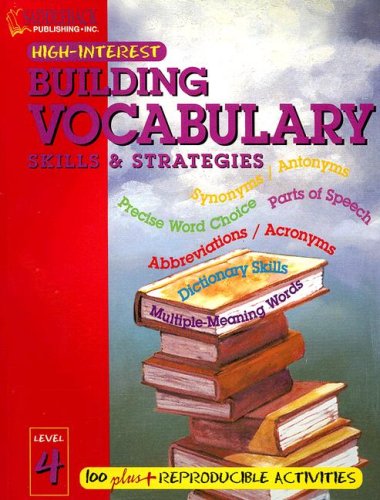 SADDLEBACK
PUBLISHING • INC.
HIGH-INTEREST
BUILDING
VOCABULARY
SKILLS & STRATEGIES
Synonyms / Antonyms
Precise Word Choice
Parts of Speech
Abbreviations / Acronyms
Dictionary Skills
Multiple-Meaning Words
LEVEL
4
100 plus+ REPRODUCIBLE ACTIVITIES